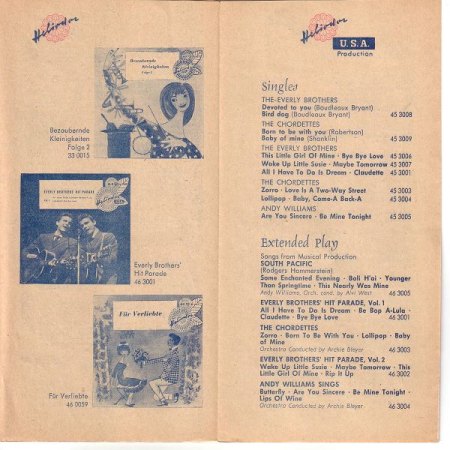 Heliodor
Bezaubernde
Kleinigkeiten
Folge 2
Bezaubernde
Kleinigkeiten
Folge 2
33 0015
EVERLY BROTHERS' HIT PARADE
Everly Brothers'
Hit Parade
46 3001
Für Verliebte
Für Verliebte
46 0059
Heliodor
U.S.A.
Production
Singles
THE EVERLY BROTHERS
Devoted to you (Boudleaux Bryant)
Bird dog (Boudleaux Bryant) 45 3008
THE CHORDETTES
Born to be with you (Robertson)
Baby of mine (Shanklin) 45 3009
THE EVERLY BROTHERS
This Little Girl Of Mine · Bye Bye Love 45 3006
Wake Up Little Susie · Maybe Tomorrow 45 3007
All I Have To Do Is Dream · Claudette 45 3001
THE CHORDETTES
Zorro · Love Is A Two-Way Street 45 3003
Lollipop · Baby, Come-A Back-A 45 3004
ANDY WILLIAMS
Are You Sincere · Be Mine Tonight 45 3005
Extended Play
Songs from Musical Production
SOUTH PACIFIC
(Rodgers Hammerstein)
Some Enchanted Evening · Bali H'ai · Younger
Than Springtime · This Nearly Was Mine
Andy Williams, Orch. cond. by Alvy West 46 3005
EVERLY BROTHERS' HIT PARADE, Vol. 1
All I Have To Do Is Dream · Be Bop A-Lula ·
Claudette · Bye Bye Love 46 3001
THE CHORDETTES
Zorro · Born To Be With You · Lollipop · Baby
of Mine
Orchestra Conducted by Archie Bleyer 46 3003
EVERLY BROTHERS' HIT PARADE, Vol. 2
Wake Up Little Susie · Maybe Tomorrow · This
Little Girl Of Mine · Rip It Up 46 3002
ANDY WILLIAMS SINGS
Butterfly · Are You Sincere · Be Mine Tonight ·
Lips Of Wine
Orchestra Conducted by Archie Bleyer 46 3004